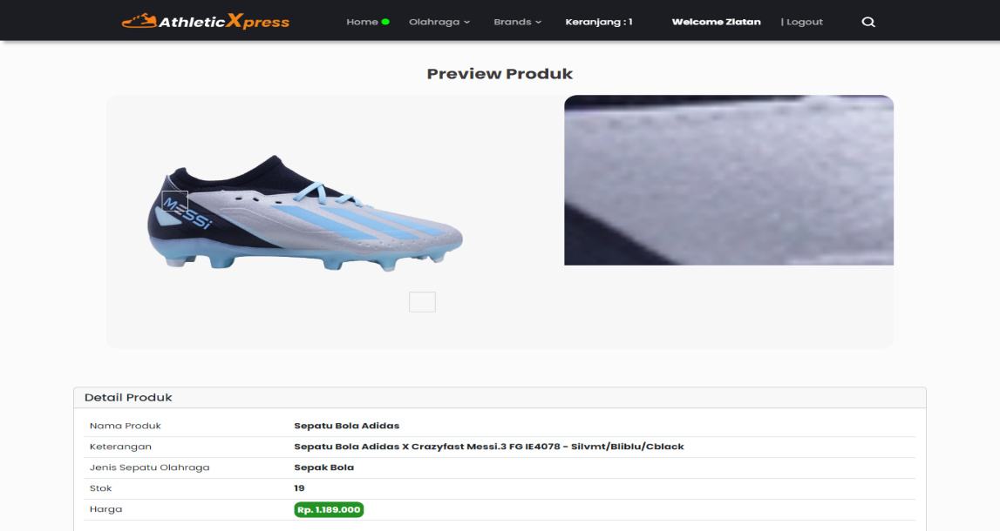 AthleticXpress Home Olahraga Brands Keranjang : 1 Welcome Zlatan | Logout
Preview Produk
MESSI
Detail Produk
Nama Produk Sepatu Bola Adidas
Keterangan Sepatu Bola Adidas X Crazyfast Messi.3 FG IE4078 - Silvmt/Bliblu/Cblack
Jenis Sepatu Olahraga Sepak Bola
Stok 19
Harga Rp. 1.189.000